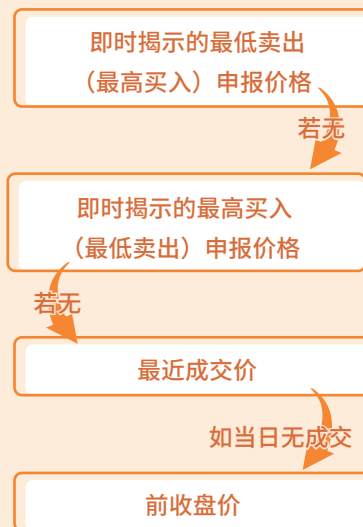 即时揭示的最低卖出
（最高买入）申报价格
若无
即时揭示的最高买入
（最低卖出）申报价格
若无
最近成交价
如当日无成交
前收盘价